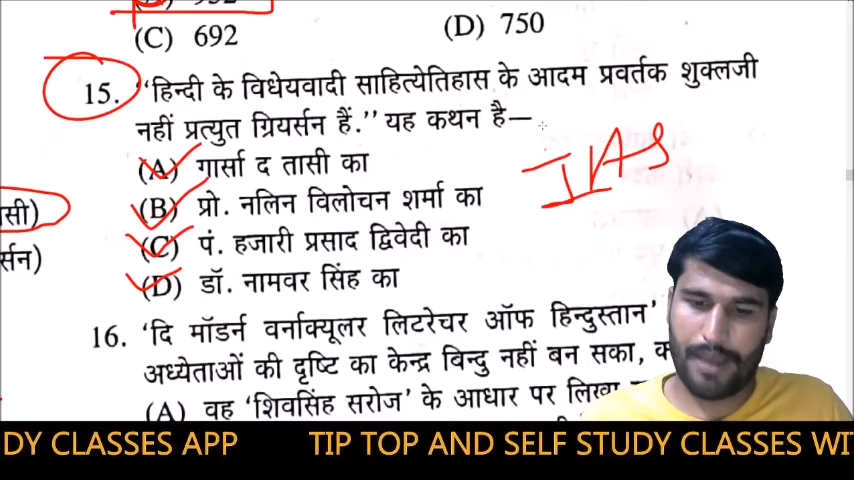 (C) 692
(D) 750
15. "हिन्दी के विधेयवादी साहित्येतिहास के आदम प्रवर्तक शुक्लजी
नहीं प्रत्युत ग्रियर्सन हैं." यह कथन है—
(A) गार्सा द तासी का
(B) प्रो. नलिन विलोचन शर्मा का
(C) पं. हजारी प्रसाद द्विवेदी का
(D) डॉ. नामवर सिंह का
IAS
सी)
र्सन)
16. 'दि मॉडर्न वर्नाक्यूलर लिटरेचर ऑफ हिन्दुस्तान'
अध्येताओं की दृष्टि का केन्द्र बिन्दु नहीं बन सका,
(A) वह 'शिवसिंह सरोज' के आधार पर लिखा
DY CLASSES APP TIP TOP AND SELF STUDY CLASSES WI